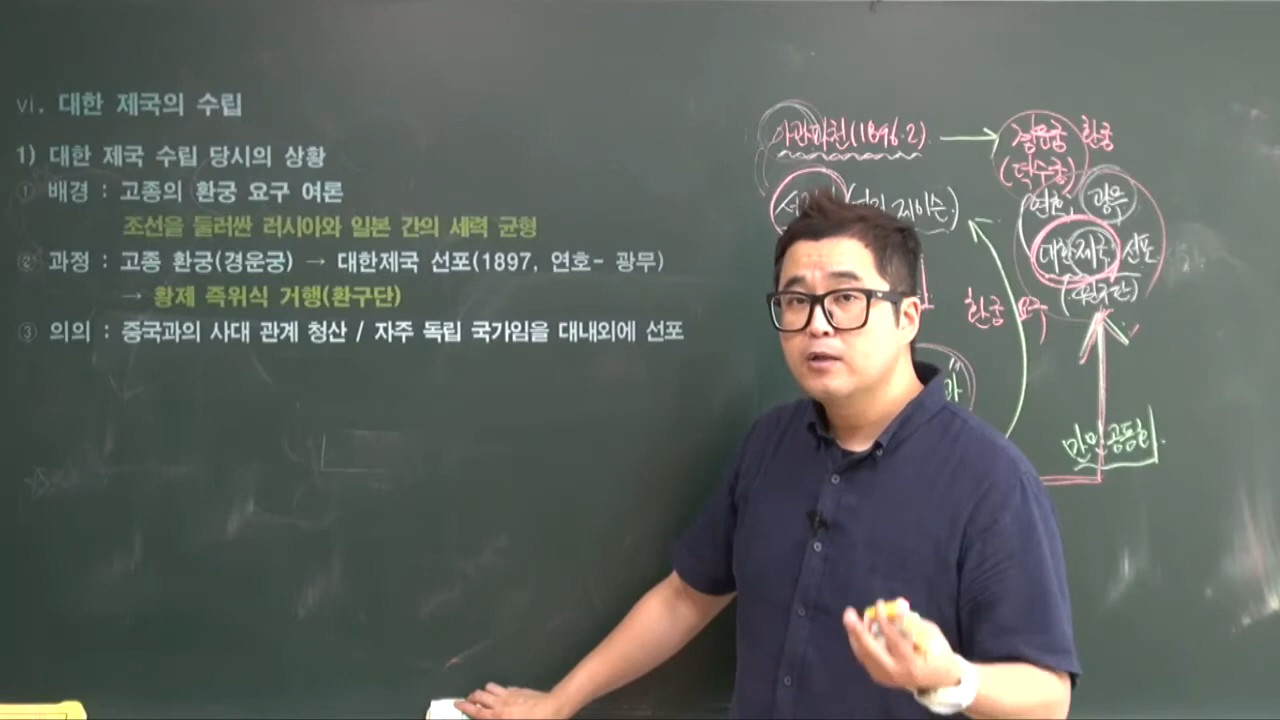 vi. 대한 제국의 수립
1) 대한 제국 수립 당시의 상황
① 배경 : 고종의 환궁 요구 여론
조선을 둘러싼 러시아와 일본 간의 세력 균형
② 과정 : 고종 환궁(경운궁) → 대한제국 선포(1897, 연호- 광무)
→ 황제 즉위식 거행(환구단)
③ 의의 : 중국과의 사대 관계 청산 / 자주 독립 국가임을 대내외에 선포
아관파천(1896.2) → 경운궁 환궁
(덕수궁)
서재필 제이슨.)
연호, 광무
대한제국 선포
환궁 요구
만민공동회.